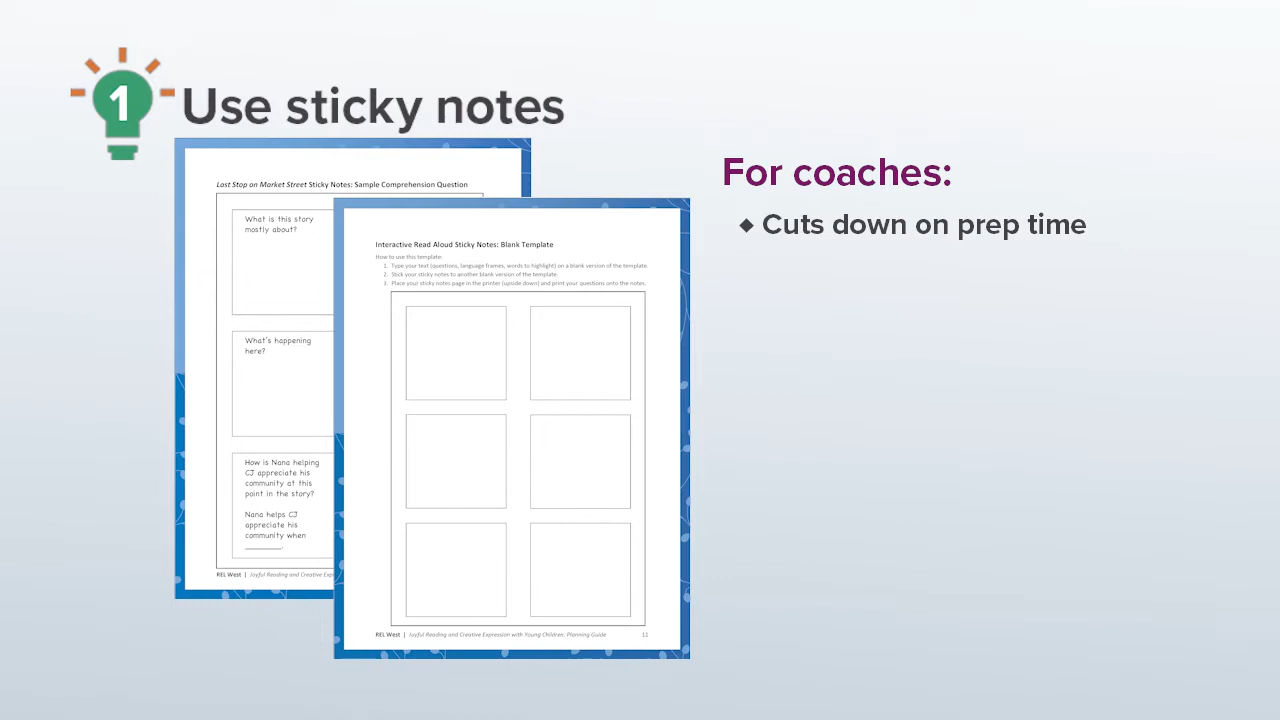 1
Use sticky notes
Last Stop on Market Street Sticky Notes: Sample Comprehension Question
What is this story
mostly about?
What's happening
here?
How is Nana helping
CJ appreciate his
community at this
point in the story?
Nana helps CJ
appreciate his
community when
________.
REL West | Joyful Reading and Creative
Interactive Read Aloud Sticky Notes: Blank Template
How to use this template:
1. Type your text (questions, language frames, words to highlight) on a blank version of the template.
2. Stick your sticky notes to another blank version of the template.
3. Place your sticky notes page in the printer (upside down) and print your questions onto the notes.
REL West | Joyful Reading and Creative Expression with Young Children: Planning Guide 11
For coaches:
◆ Cuts down on prep time